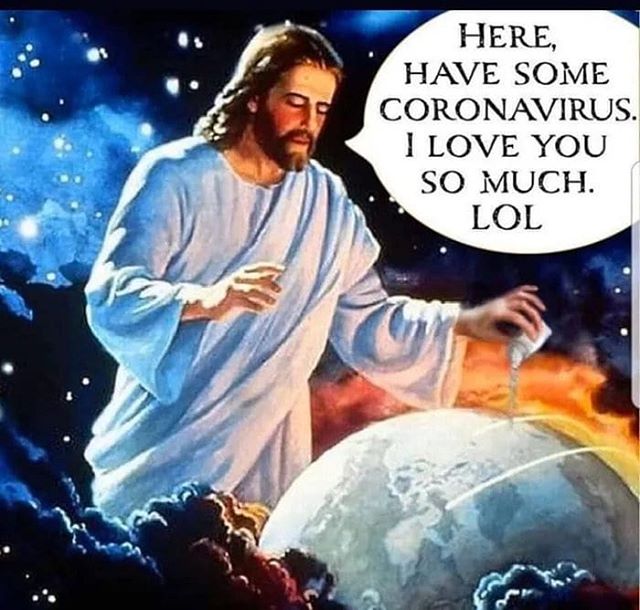 HERE,
HAVE SOME
CORONAVIRUS.
I LOVE YOU
SO MUCH.
LOL